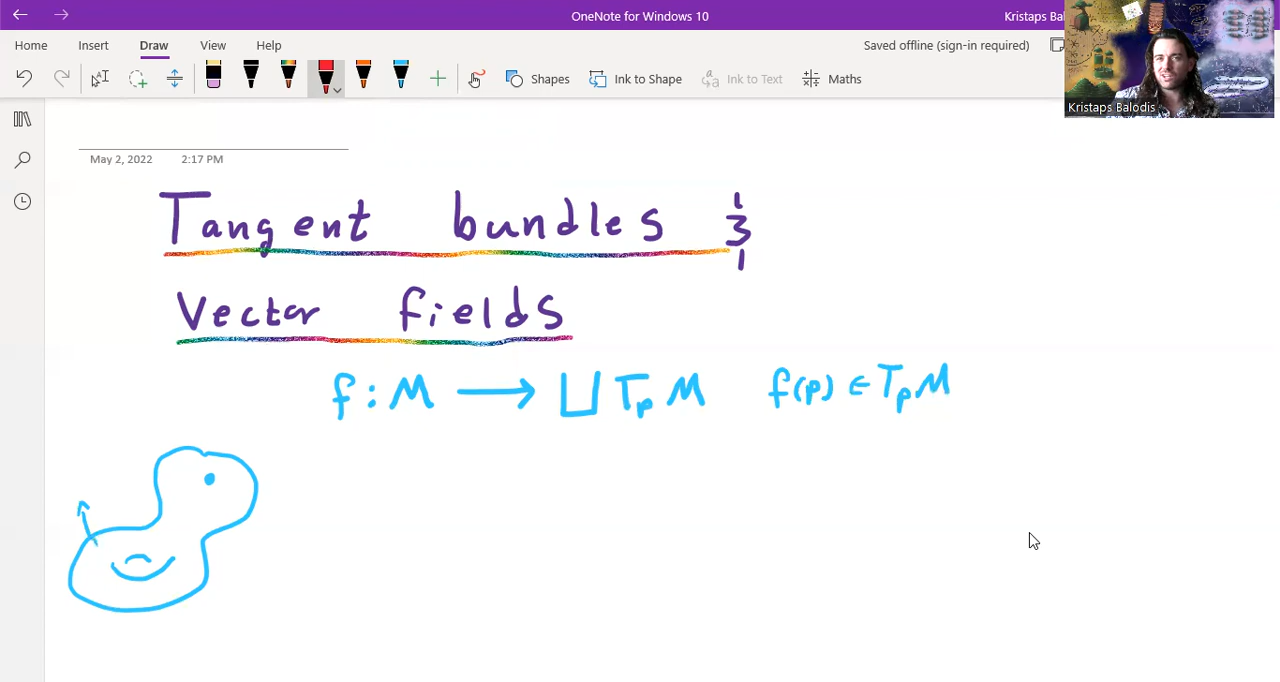 OneNote for Windows 10
Kristaps Bal
Home Insert Draw View Help
Saved offline (sign-in required)
Shapes Ink to Shape Ink to Text Maths
Kristaps Balodis
May 2, 2022 2:17 PM
Tangent bundles &
Vector fields
f : M ⟶ ⨆ TₚM f(p) ∈ TₚM